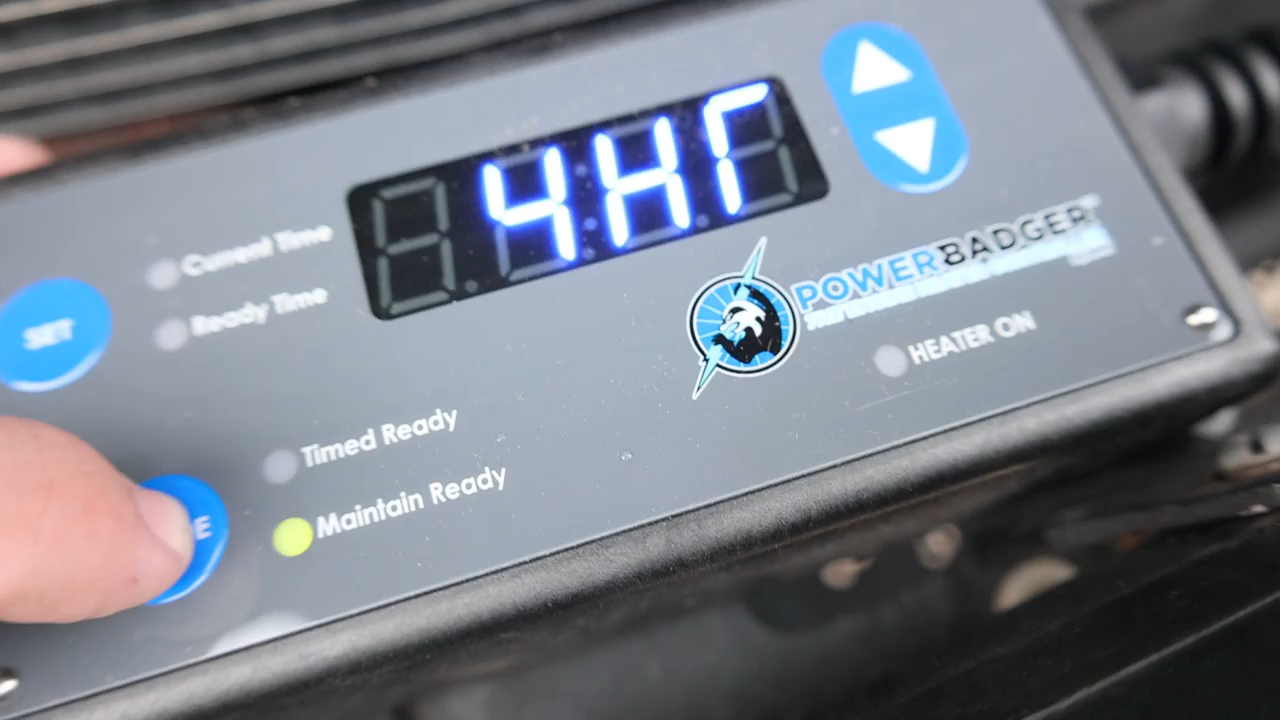 4Hr
Current Time
Ready Time
SET
POWERBADGER
HEATER ON
Timed Ready
Maintain Ready
E